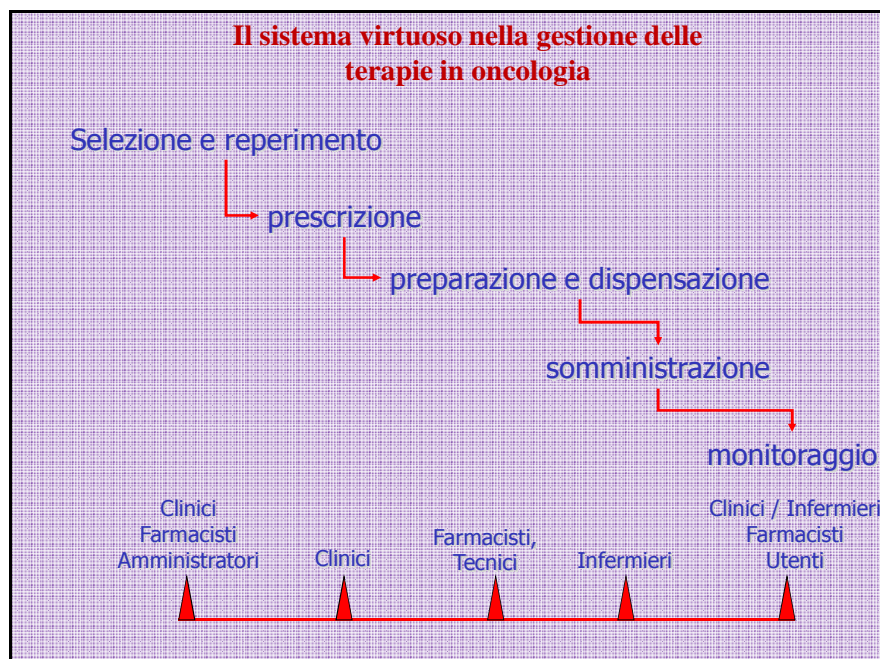 Il sistema virtuoso nella gestione delle
terapie in oncologia
Selezione e reperimento
prescrizione
preparazione e dispensazione
somministrazione
monitoraggio
Clinici
Farmacisti
Amministratori
Clinici
Farmacisti,
Tecnici
Infermieri
Clinici / Infermieri
Farmacisti
Utenti